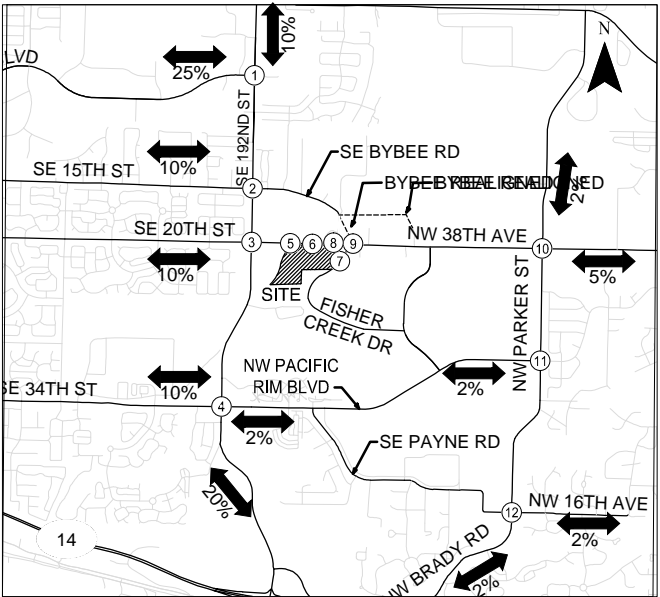 10%
LVD
25%
1
N
SE 192ND ST
10%
SE BYBEE RD
SE 15TH ST
2
2%
SE 20TH ST
3
5
6
8
9
7
NW 38TH AVE
10
10%
5%
SITE
FISHER
CREEK DR
NW PARKER ST
NW PACIFIC
RIM BLVD
11
2%
SE 34TH ST
10%
4
2%
SE PAYNE RD
20%
14
12
NW 16TH AVE
2%
NW BRADY RD
2%